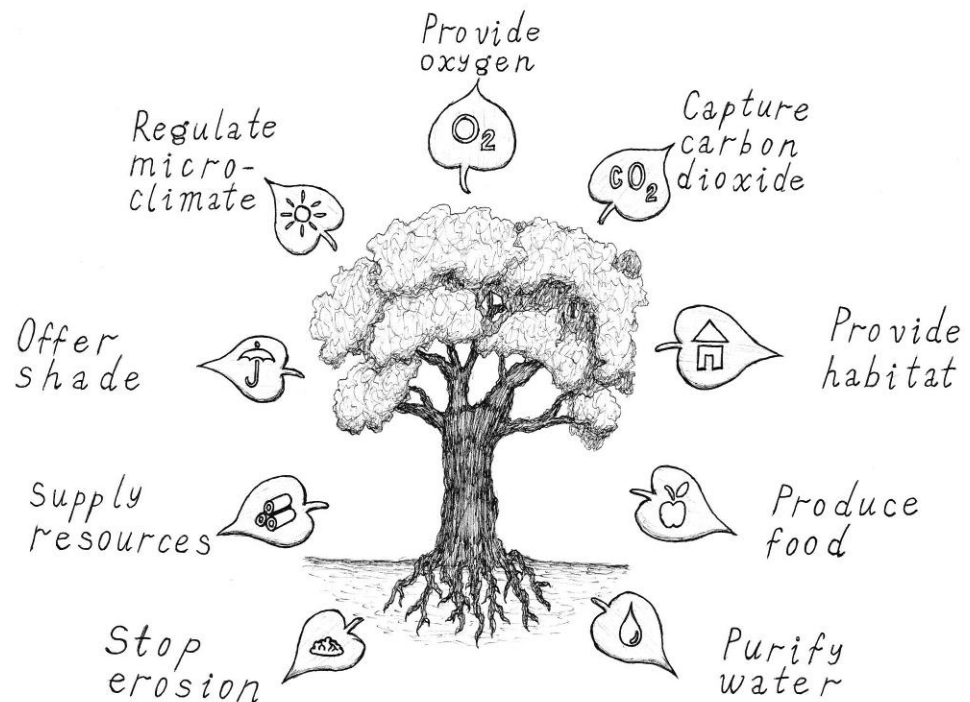 Provide
oxygen
O₂
Capture
carbon
dioxide
CO₂
Regulate
micro-
climate
Offer
shade
Provide
habitat
Supply
resources
Produce
food
Stop
erosion
Purify
water